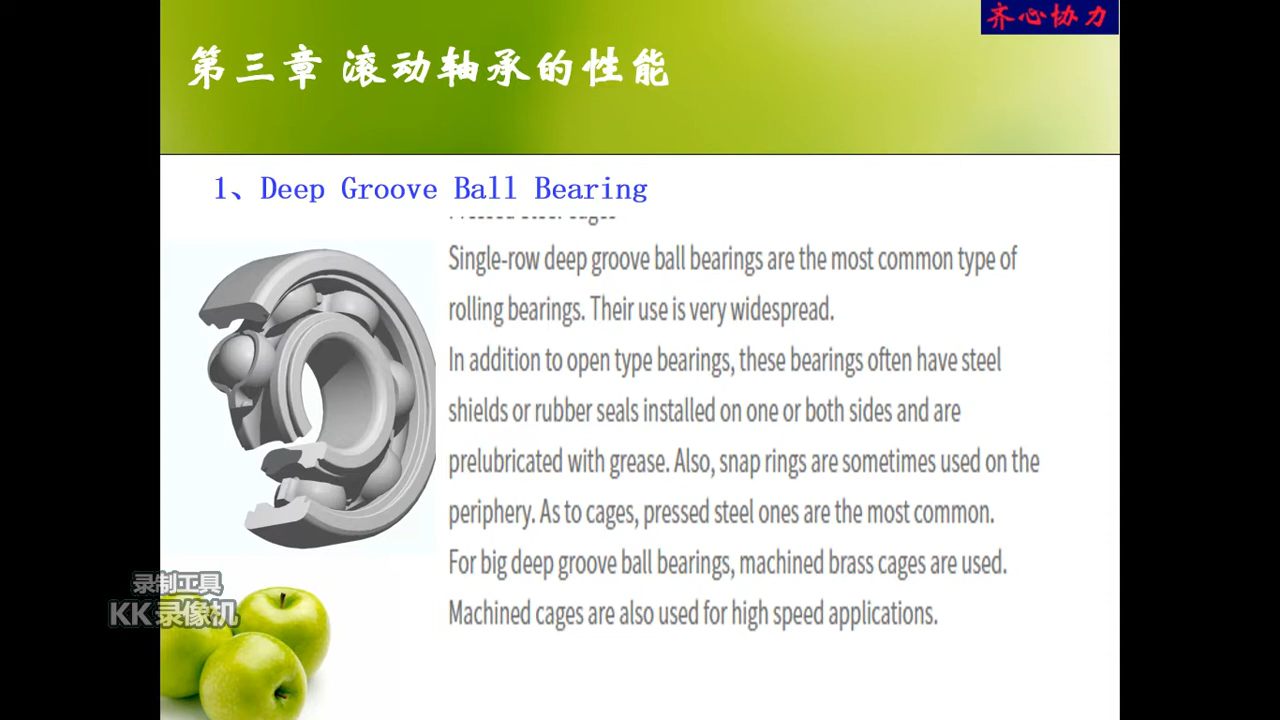 齐心协力
第三章 滚动轴承的性能
1、Deep Groove Ball Bearing
Pressed steel cages
Single-row deep groove ball bearings are the most common type of
rolling bearings. Their use is very widespread.
In addition to open type bearings, these bearings often have steel
shields or rubber seals installed on one or both sides and are
prelubricated with grease. Also, snap rings are sometimes used on the
periphery. As to cages, pressed steel ones are the most common.
For big deep groove ball bearings, machined brass cages are used.
Machined cages are also used for high speed applications.
录制工具
KK录像机